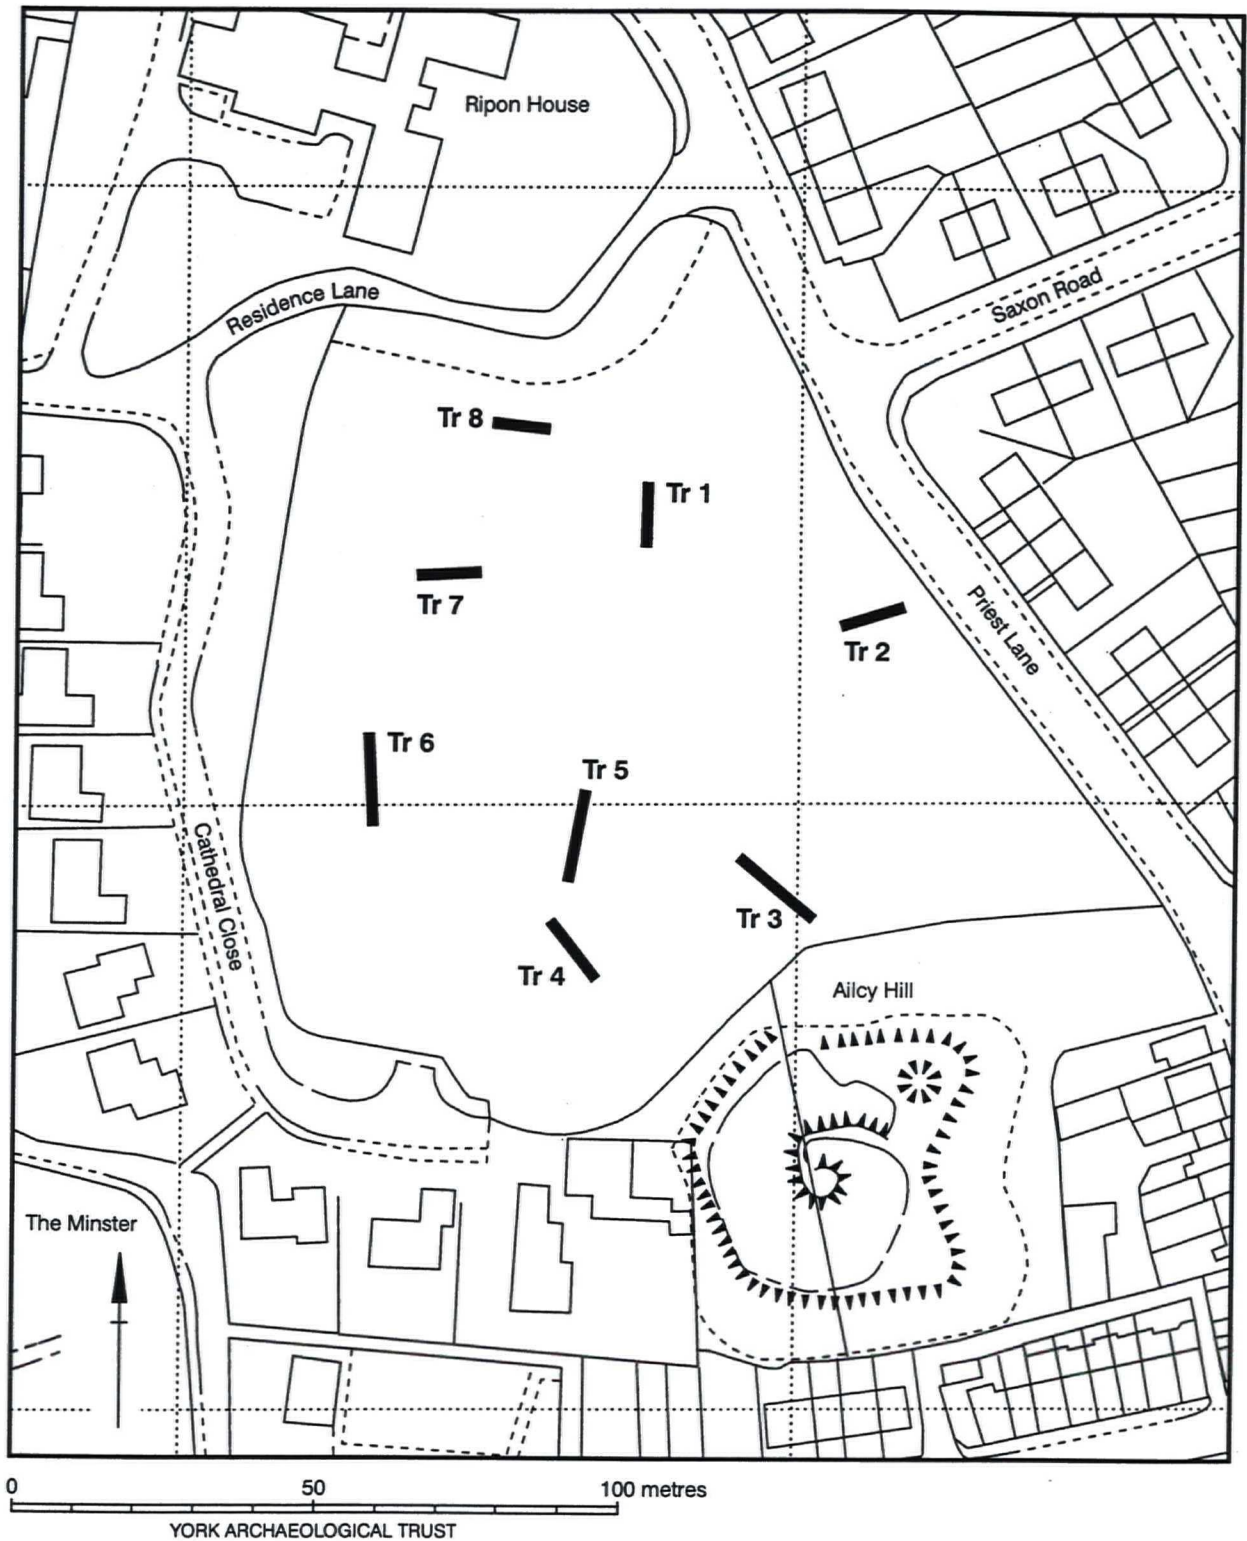 Ripon House
Residence Lane
Saxon Road
Tr 8
Tr 1
Tr 7
Tr 2
Priest Lane
Tr 6
Tr 5
Cathedral Close
Tr 3
Tr 4
Ailcy Hill
The Minster
0 50 100 metres
YORK ARCHAEOLOGICAL TRUST